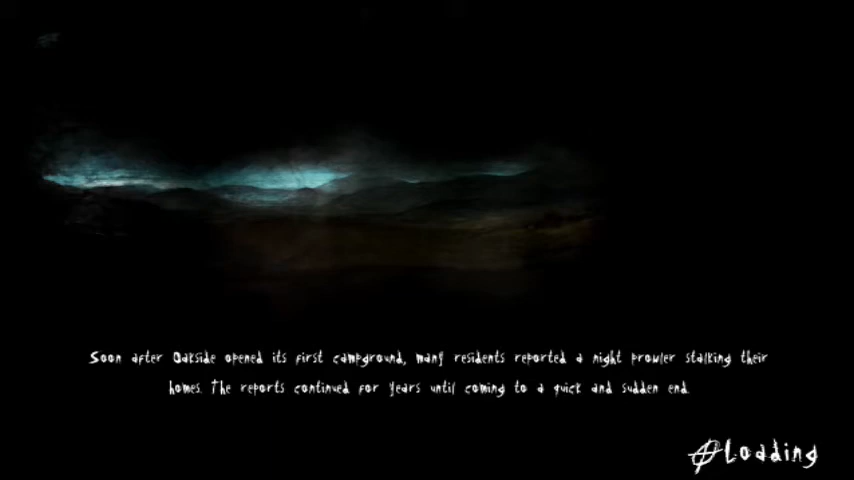 Soon after Oakside opened its first campground, many residents reported a night prowler stalking their
homes. The reports continued for years until coming to a quick and sudden end.
Loading